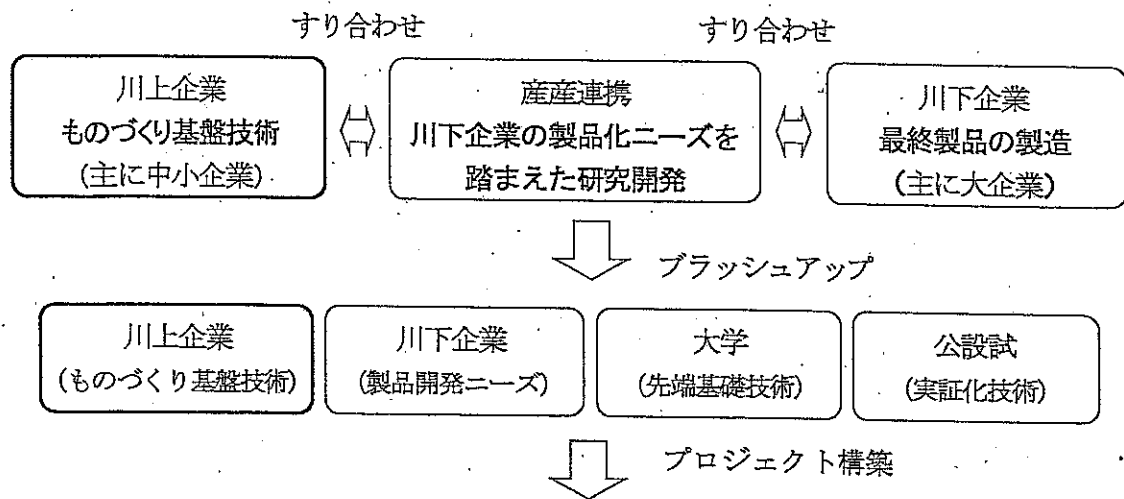 すり合わせ
すり合わせ
川上企業
ものづくり基盤技術
(主に中小企業)
産産連携
川下企業の製品化ニーズを
踏まえた研究開発
川下企業
最終製品の製造
(主に大企業)
ブラッシュアップ
川上企業
(ものづくり基盤技術)
川下企業
(製品開発ニーズ)
大学
(先端基礎技術)
公設試
(実証化技術)
プロジェクト構築